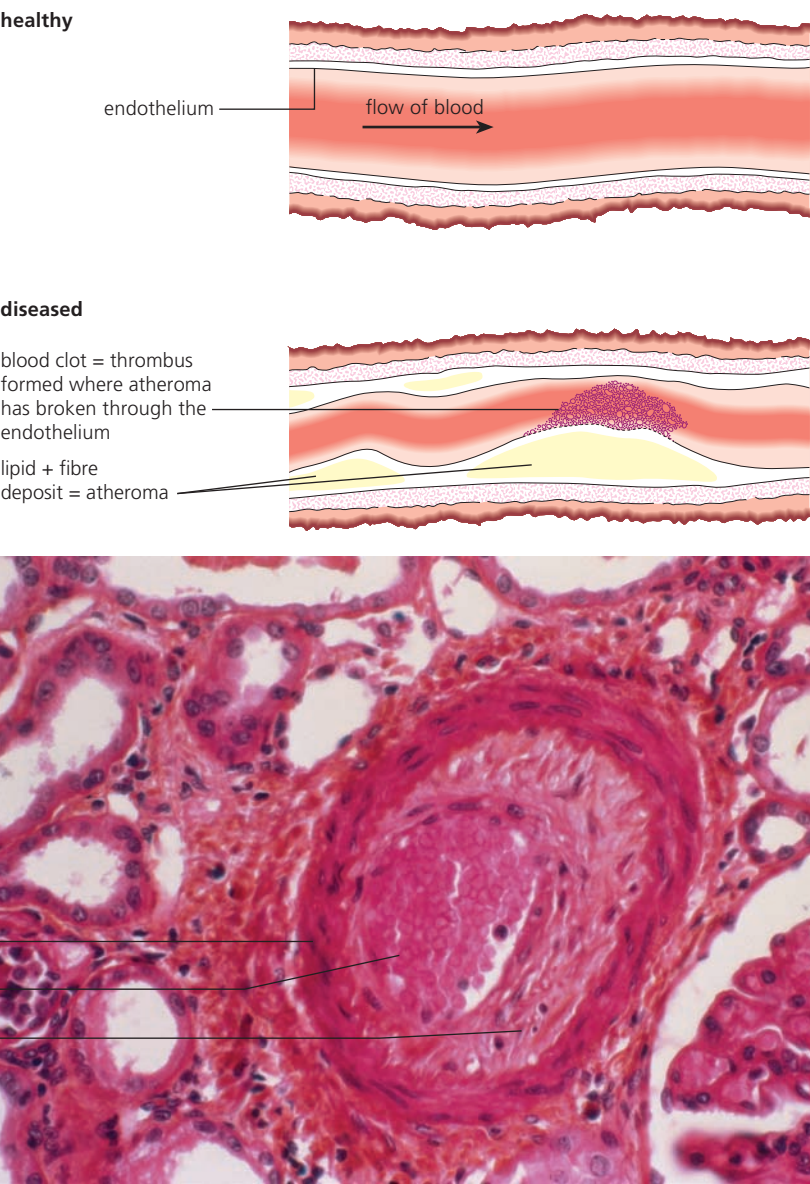 healthy
endothelium
flow of blood
diseased
blood clot = thrombus
formed where atheroma
has broken through the
endothelium
lipid + fibre
deposit = atheroma